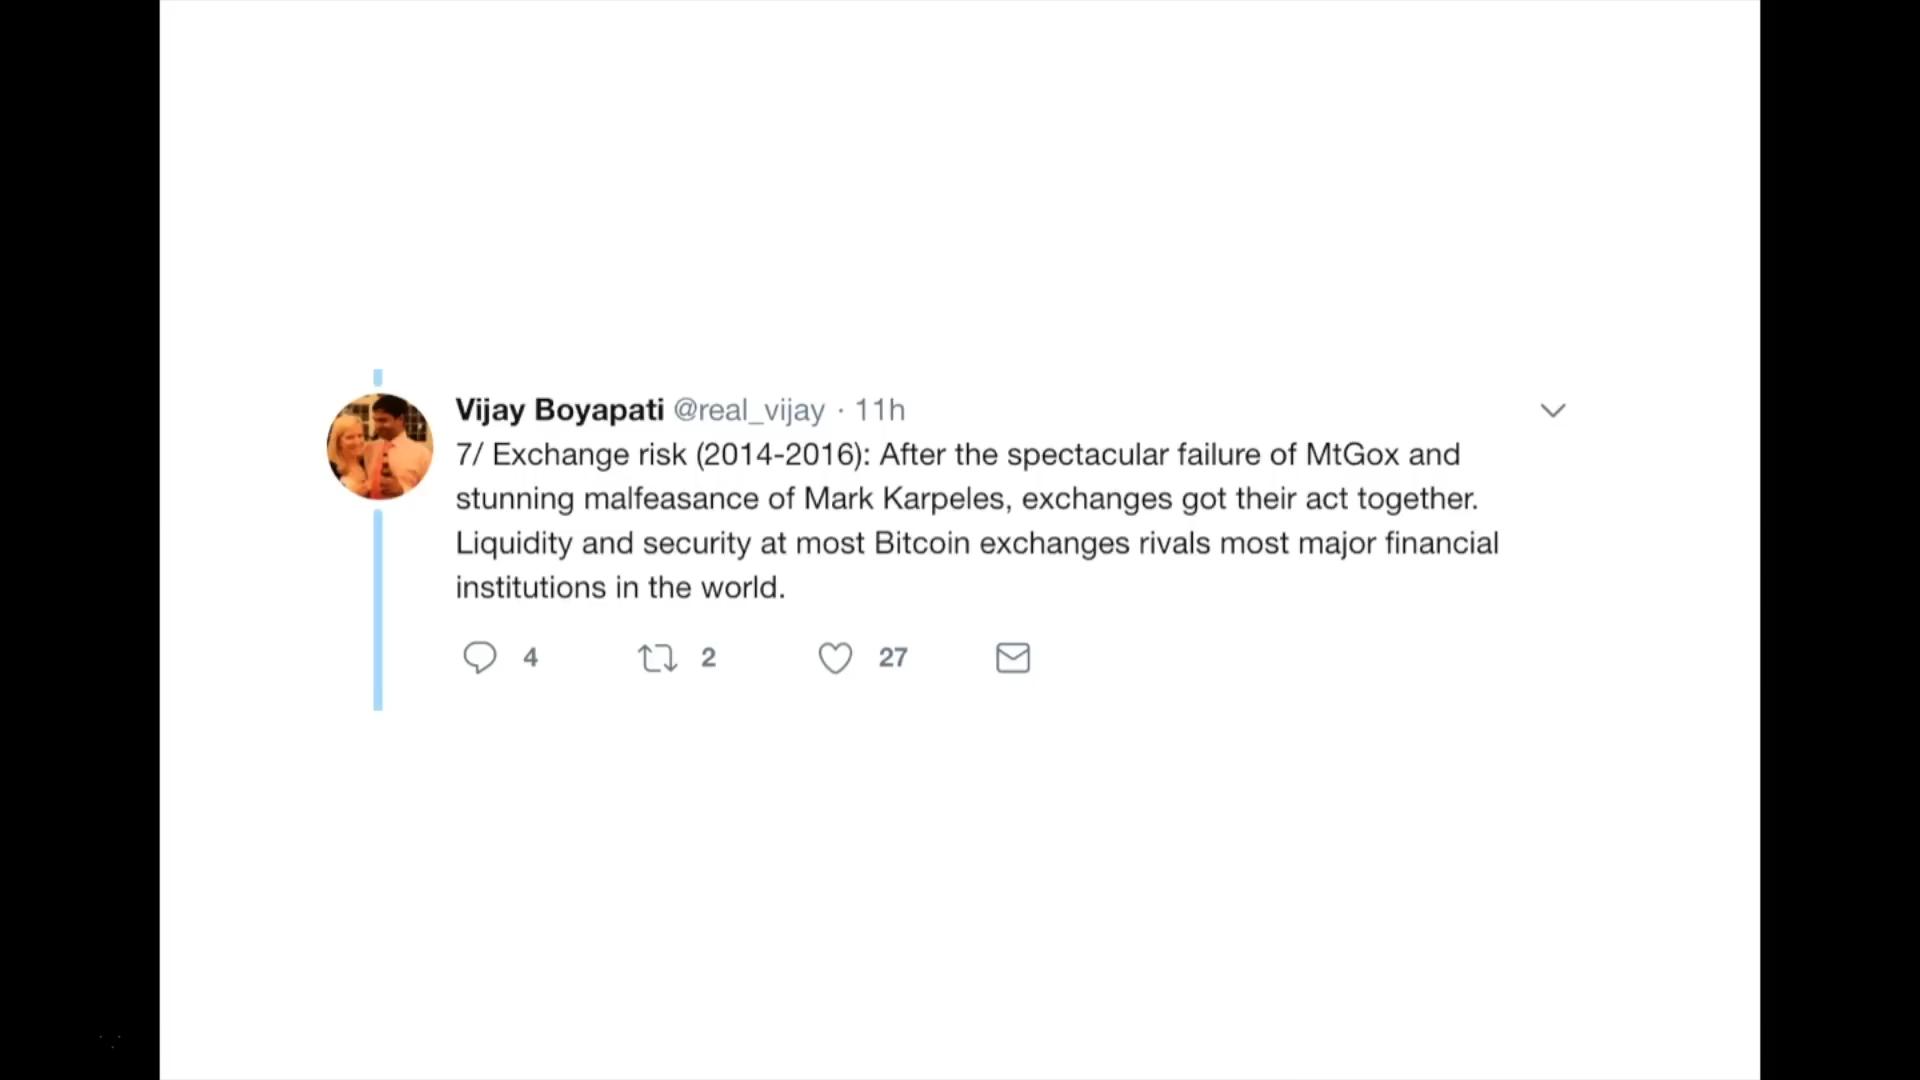 Vijay Boyapati @real_vijay · 11h
7/ Exchange risk (2014-2016): After the spectacular failure of MtGox and
stunning malfeasance of Mark Karpeles, exchanges got their act together.
Liquidity and security at most Bitcoin exchanges rivals most major financial
institutions in the world.
4 2 27